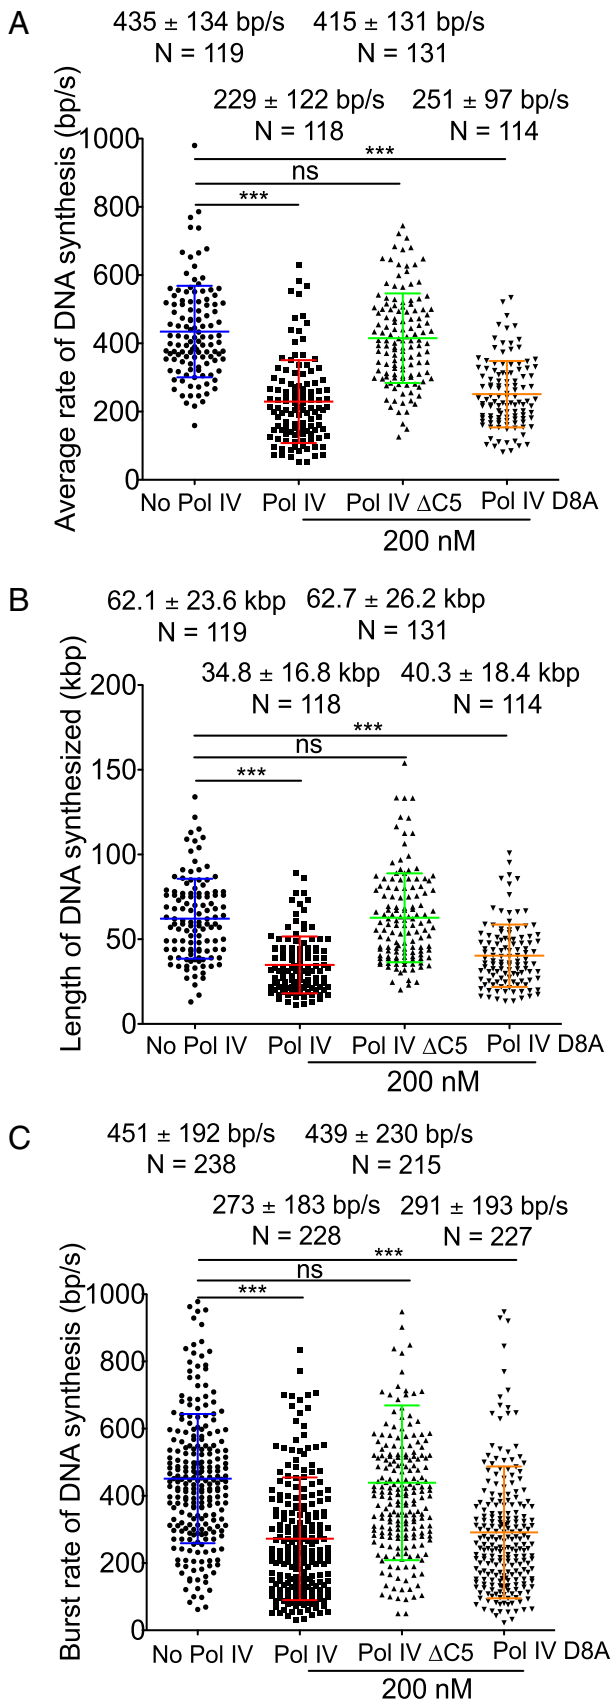 A
435 ± 134 bp/s 415 ± 131 bp/s
N = 119 N = 131
229 ± 122 bp/s 251 ± 97 bp/s
N = 118 N = 114
Average rate of DNA synthesis (bp/s)
1000
800
600
400
200
0
***
ns
***
No Pol IV Pol IV Pol IV ΔC5 Pol IV D8A
200 nM
B
62.1 ± 23.6 kbp 62.7 ± 26.2 kbp
N = 119 N = 131
34.8 ± 16.8 kbp 40.3 ± 18.4 kbp
N = 118 N = 114
Length of DNA synthesized (kbp)
200
150
100
50
0
***
ns
***
No Pol IV Pol IV Pol IV ΔC5 Pol IV D8A
200 nM
C
451 ± 192 bp/s 439 ± 230 bp/s
N = 238 N = 215
273 ± 183 bp/s 291 ± 193 bp/s
N = 228 N = 227
Burst rate of DNA synthesis (bp/s)
1000
800
600
400
200
0
***
ns
***
No Pol IV Pol IV Pol IV ΔC5 Pol IV D8A
200 nM